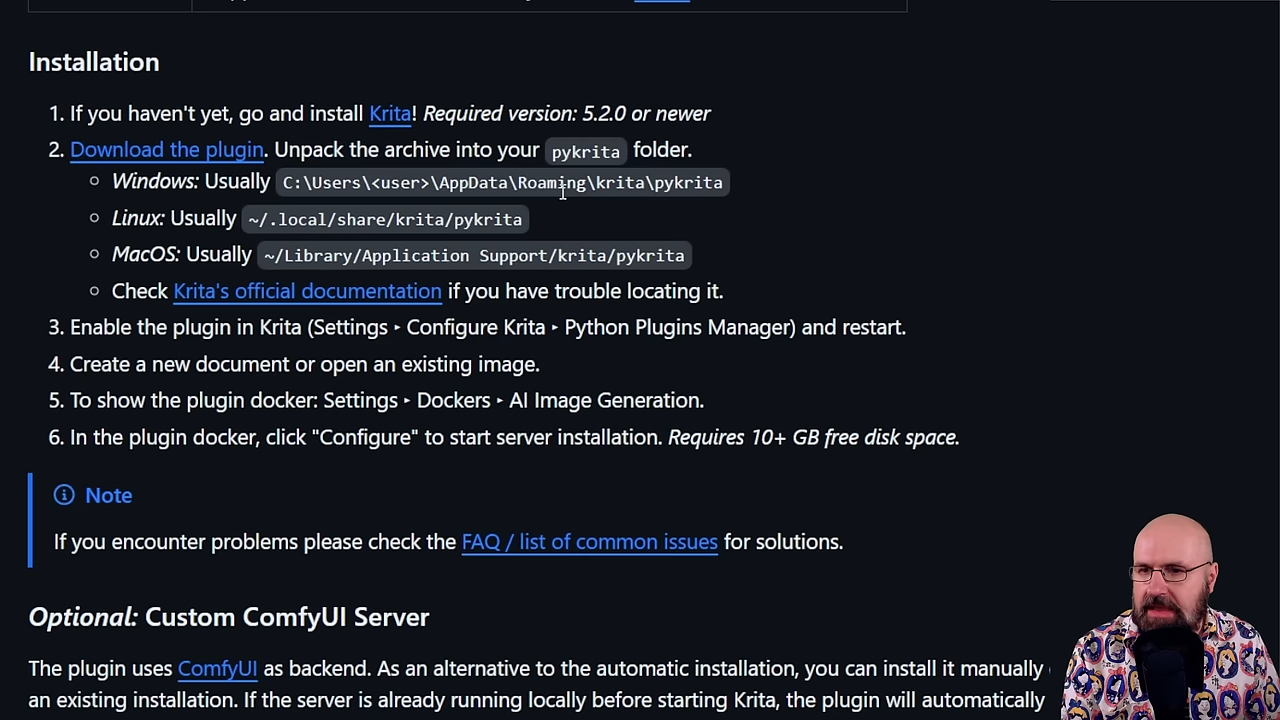 Installation
1. If you haven't yet, go and install Krita! Required version: 5.2.0 or newer
2. Download the plugin. Unpack the archive into your pykrita folder.
Windows: Usually C:\Users\<user>\AppData\Roaming\krita\pykrita
Linux: Usually ~/.local/share/krita/pykrita
MacOS: Usually ~/Library/Application Support/krita/pykrita
Check Krita's official documentation if you have trouble locating it.
3. Enable the plugin in Krita (Settings ‣ Configure Krita ‣ Python Plugins Manager) and restart.
4. Create a new document or open an existing image.
5. To show the plugin docker: Settings ‣ Dockers ‣ AI Image Generation.
6. In the plugin docker, click "Configure" to start server installation. Requires 10+ GB free disk space.
Note
If you encounter problems please check the FAQ / list of common issues for solutions.
Optional: Custom ComfyUI Server
The plugin uses ComfyUI as backend. As an alternative to the automatic installation, you can install it manually
an existing installation. If the server is already running locally before starting Krita, the plugin will automatically